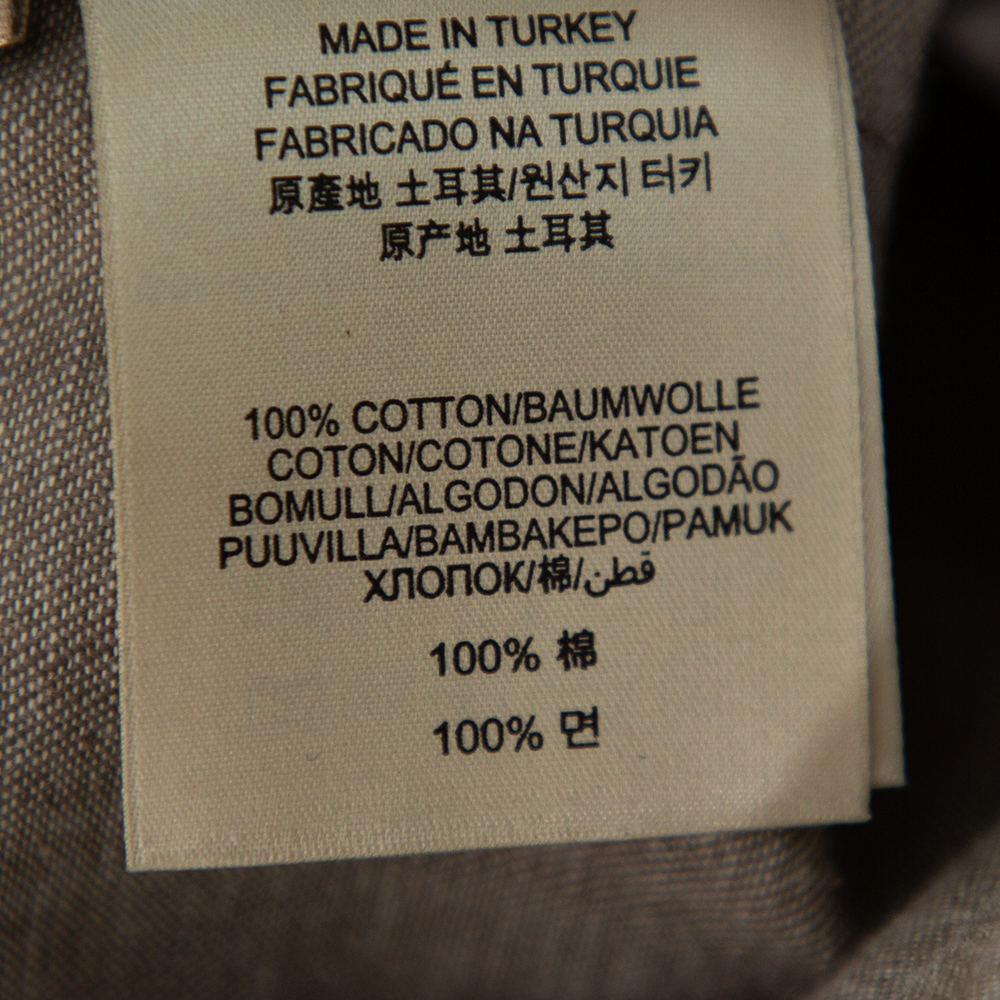 MADE IN TURKEY
FABRIQUÉ EN TURQUIE
FABRICADO NA TURQUIA
原產地 土耳其/원산지 터키
原产地 土耳其
100% COTTON/BAUMWOLLE
COTON/COTONE/KATOEN
BOMULL/ALGODON/ALGODÃO
PUUVILLA/BAMBAKEPO/PAMUK
ХЛОПОК/棉/قطن
100% 棉
100% 면